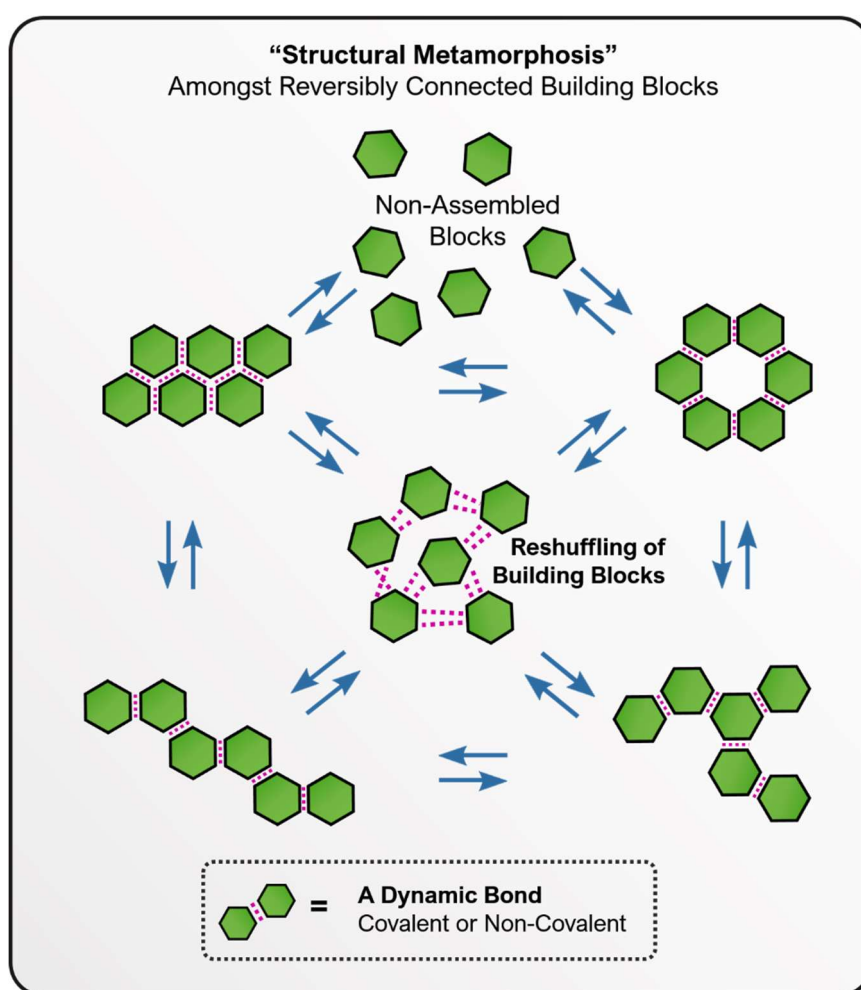 “Structural Metamorphosis”
Amongst Reversibly Connected Building Blocks
Non-Assembled
Blocks
Reshuffling of
Building Blocks
= A Dynamic Bond
Covalent or Non-Covalent